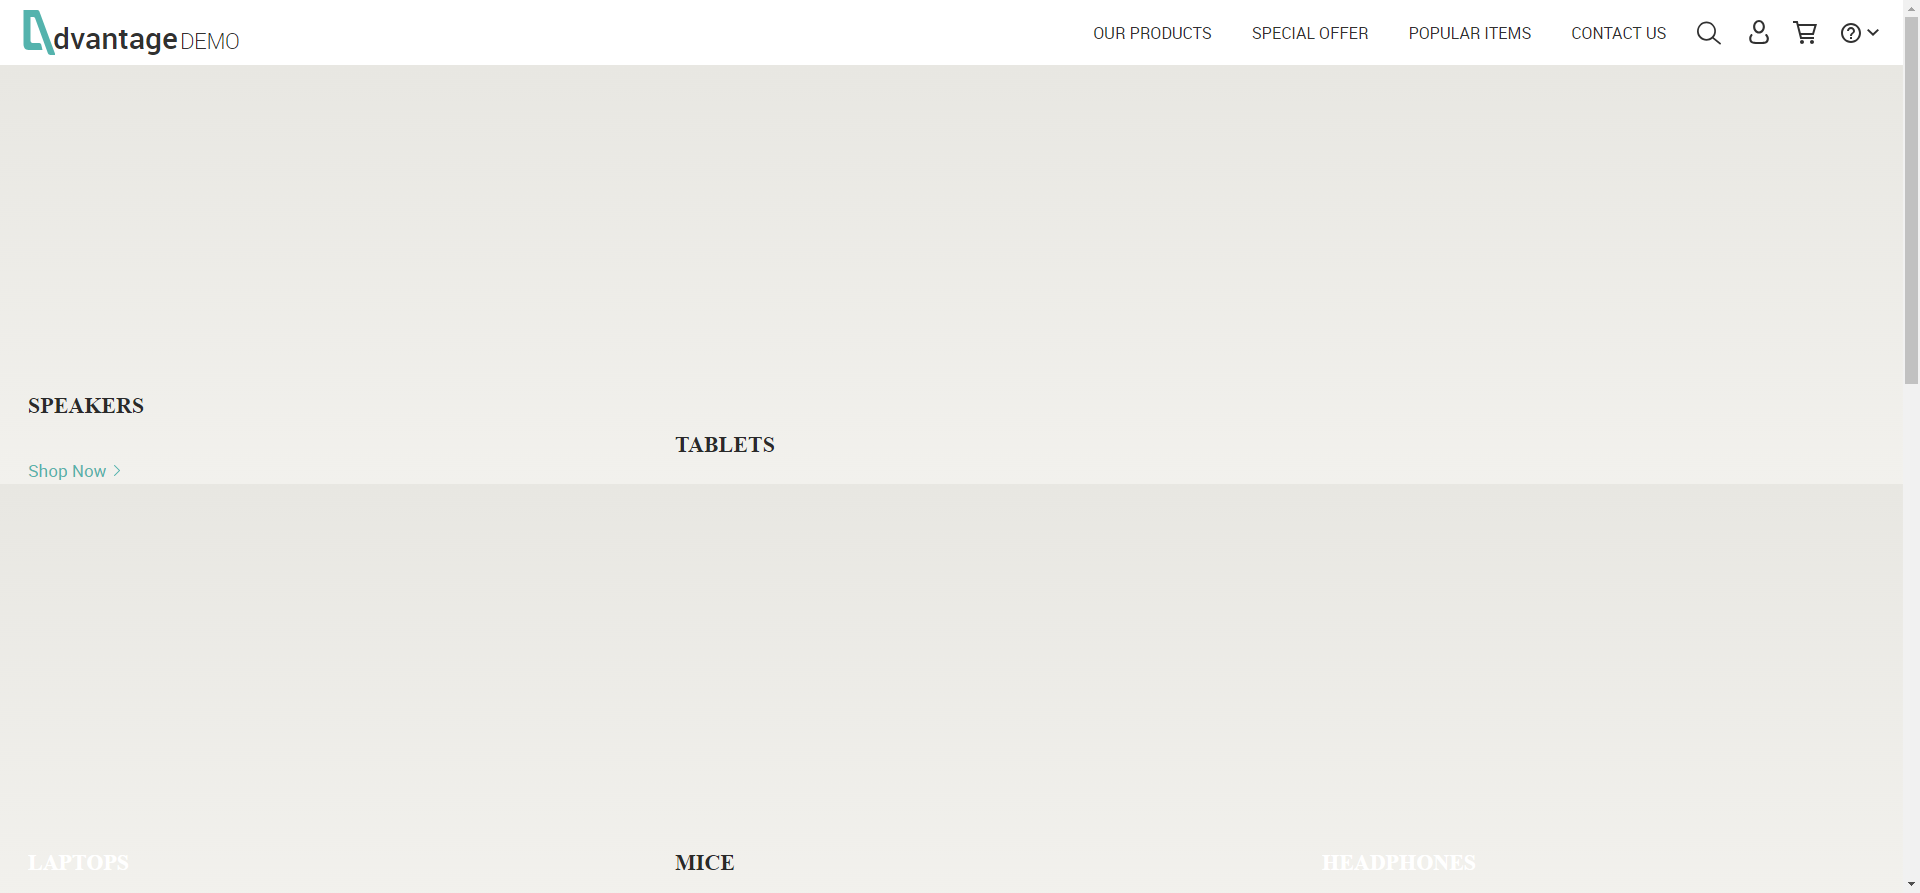 dvantage DEMO
OUR PRODUCTS
SPECIAL OFFER
POPULAR ITEMS
CONTACT US
SPEAKERS
TABLETS
Shop Now
LAPTOPS
MICE
HEADPHONES